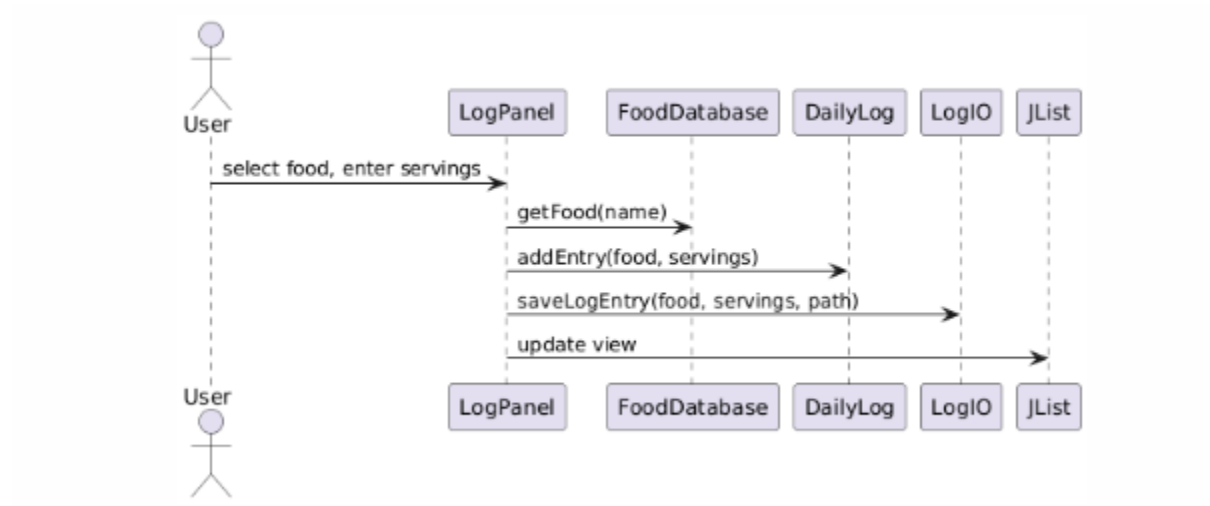 User
LogPanel
FoodDatabase
DailyLog
LogIO
JList
select food, enter servings
getFood(name)
addEntry(food, servings)
saveLogEntry(food, servings, path)
update view
User
LogPanel
FoodDatabase
DailyLog
LogIO
JList